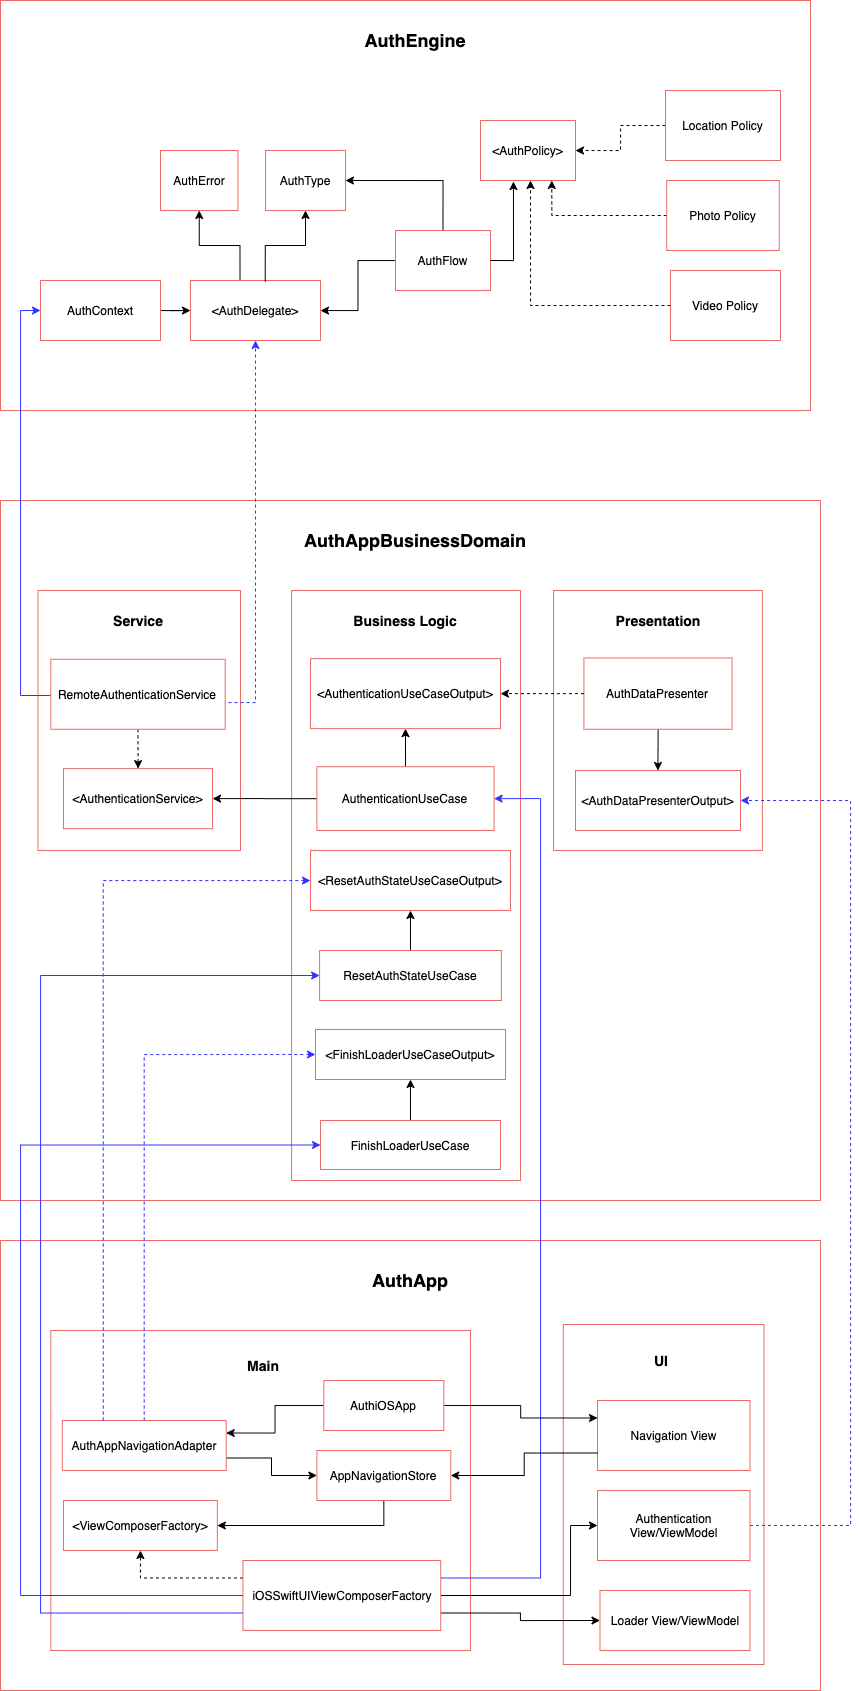 AuthEngine
Location Policy
<AuthPolicy>
AuthError
AuthType
Photo Policy
AuthFlow
AuthContext
<AuthDelegate>
Video Policy
AuthAppBusinessDomain
Service
Business Logic
Presentation
RemoteAuthenticationService
<AuthenticationUseCaseOutput>
AuthDataPresenter
<AuthenticationService>
AuthenticationUseCase
<AuthDataPresenterOutput>
<ResetAuthStateUseCaseOutput>
ResetAuthStateUseCase
<FinishLoaderUseCaseOutput>
FinishLoaderUseCase
AuthApp
Main
UI
AuthiOSApp
Navigation View
AuthAppNavigationAdapter
AppNavigationStore
<ViewComposerFactory>
Authentication
View/ViewModel
iOSSwiftUIViewComposerFactory
Loader View/ViewModel